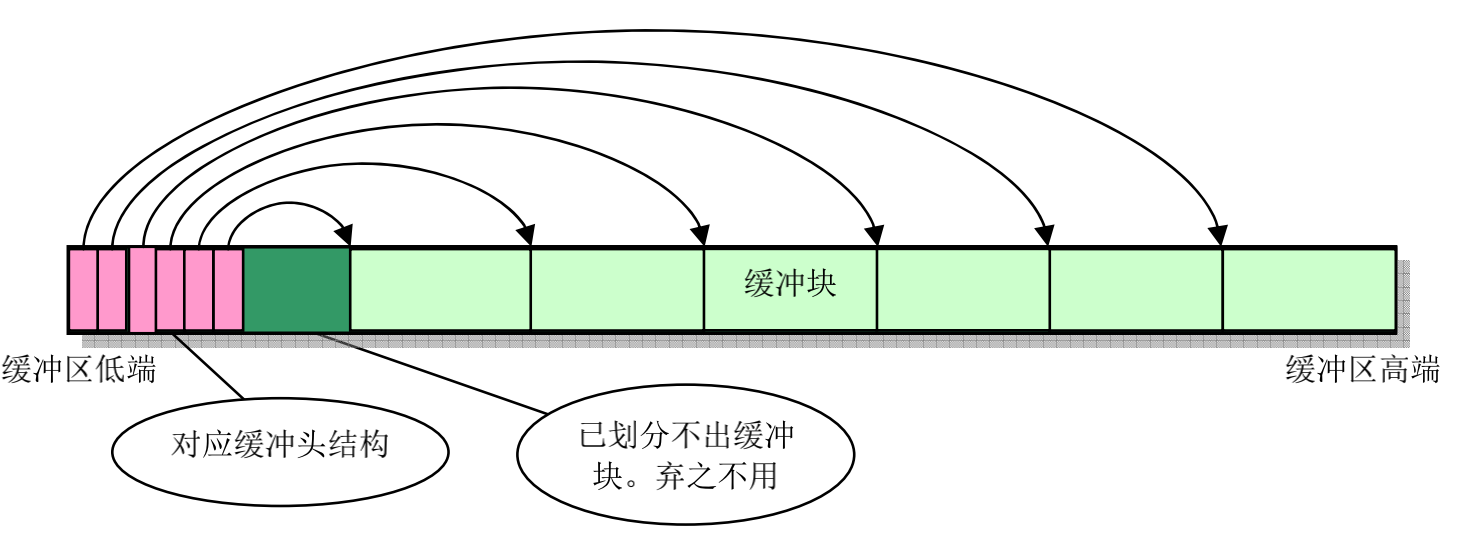 缓冲块
缓冲区低端
缓冲区高端
对应缓冲头结构
已划分不出缓冲
块。弃之不用